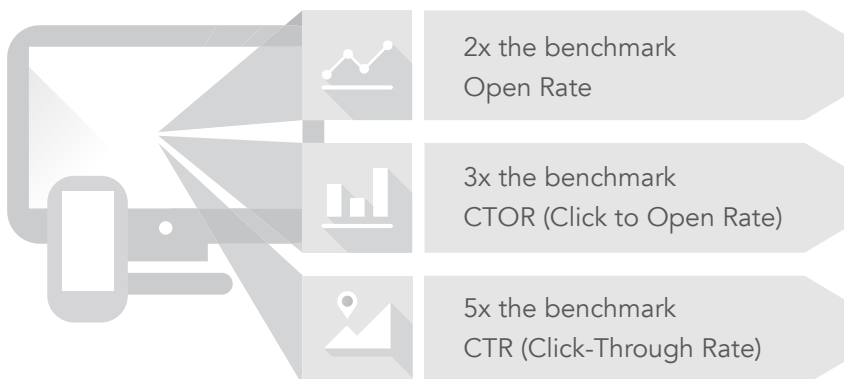 2x the benchmark
Open Rate
3x the benchmark
CTOR (Click to Open Rate)
5x the benchmark
CTR (Click-Through Rate)